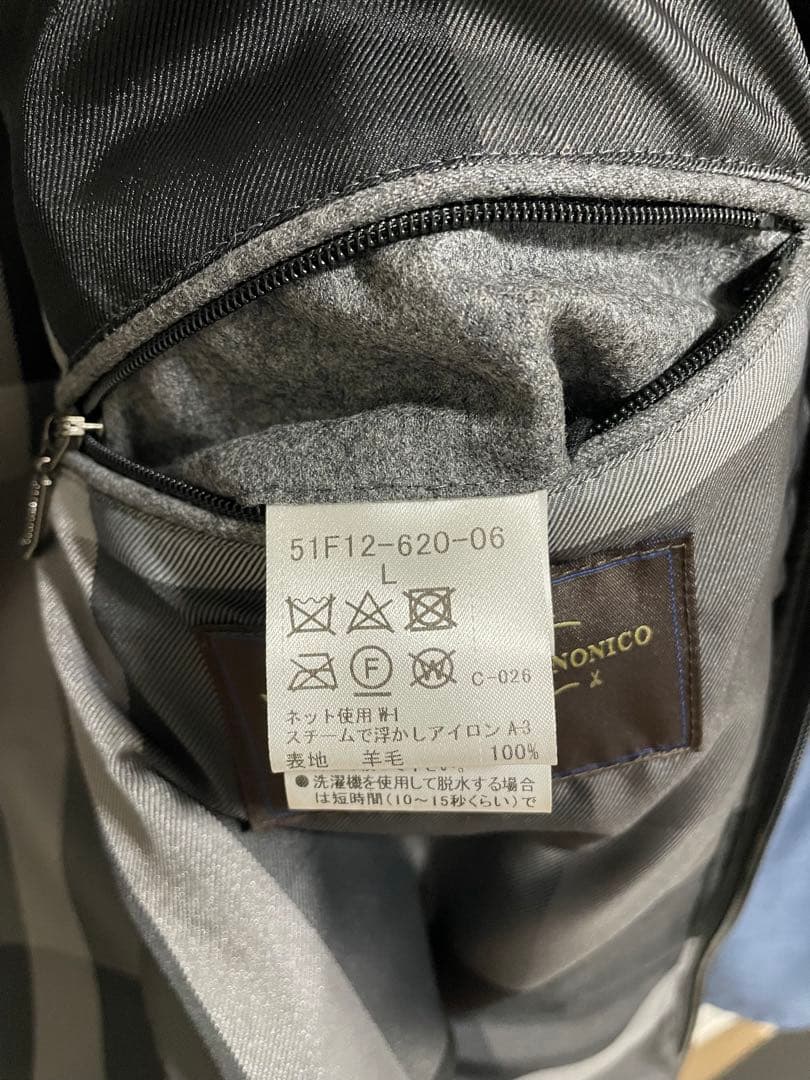 51F12-620-06
L
F W C-026
ネット使用 W-1
スチームで浮かしアイロン A-3
表地 羊毛 100%
●洗濯機を使用して脱水する場合
は短時間(10~15秒くらい)で
NONICO